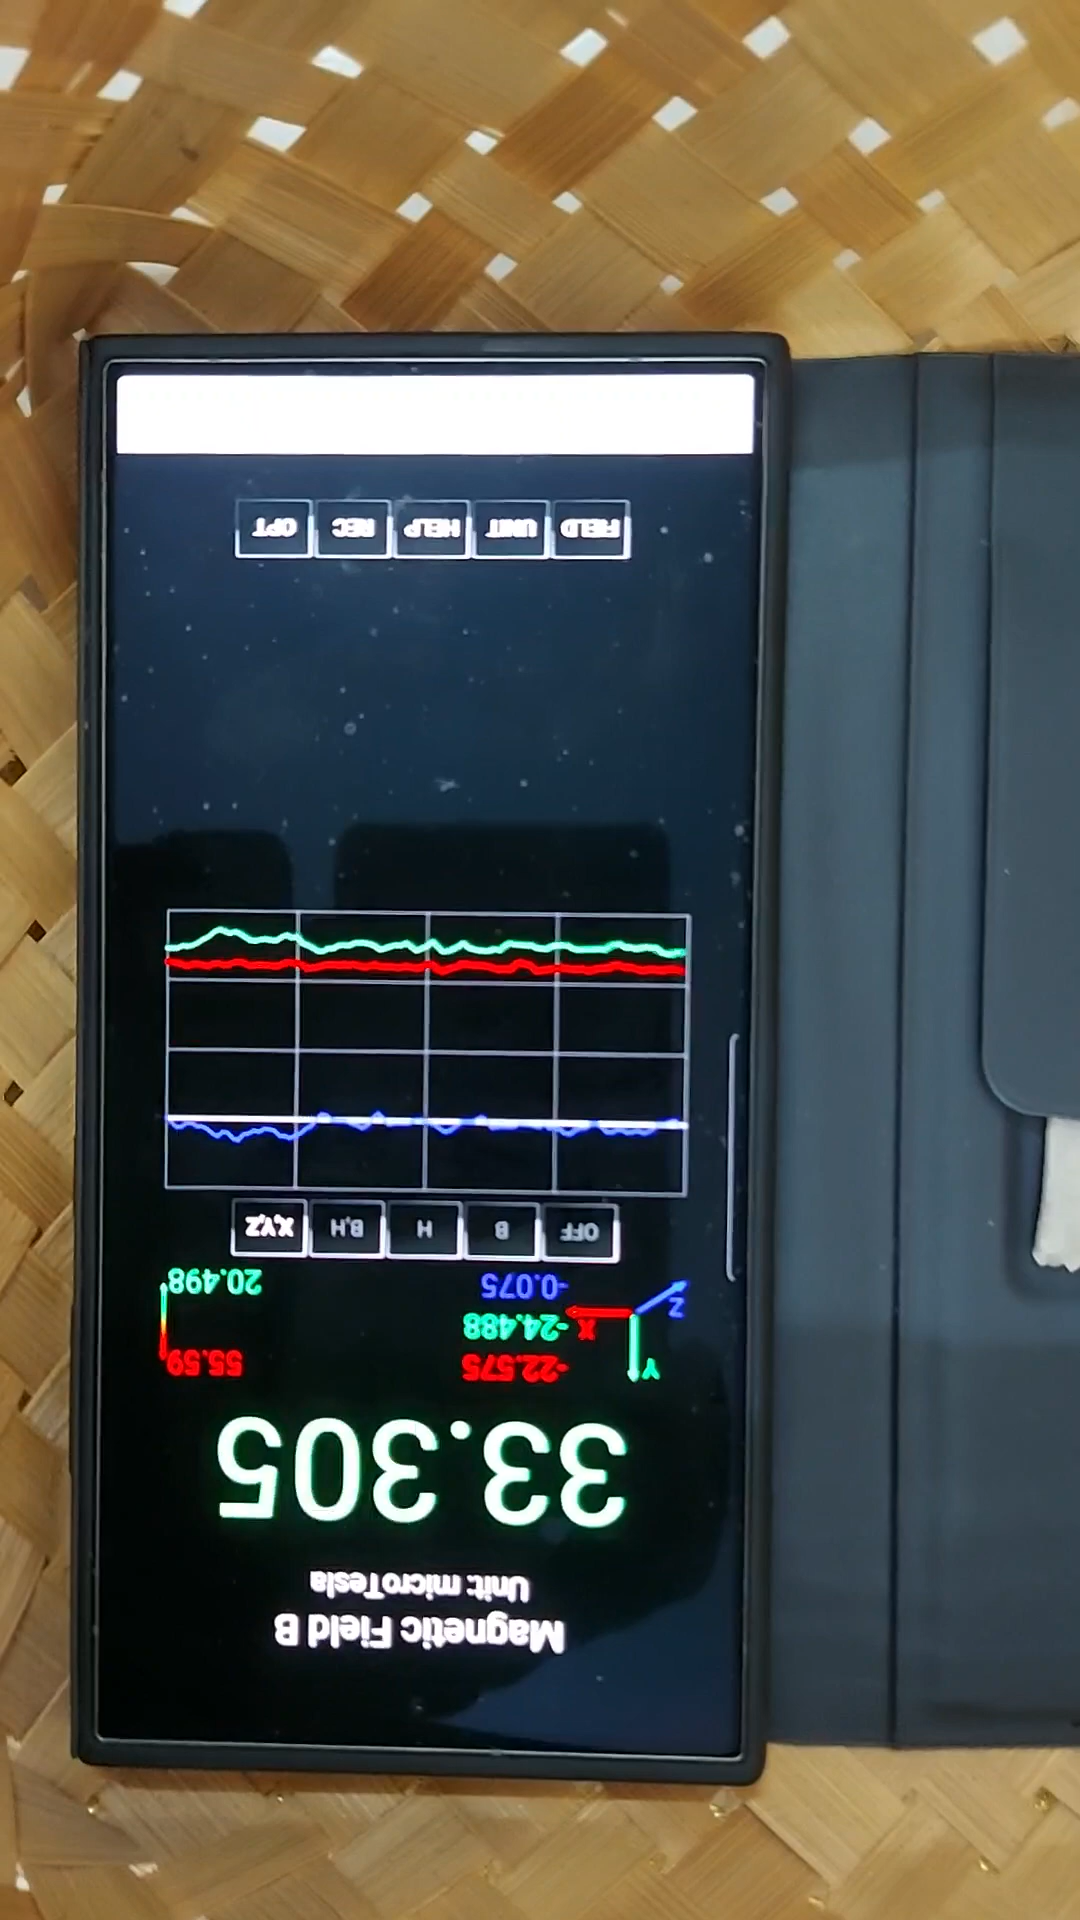 Magnetic Field B
Unit: microTesla
33.305
Y -22.575 55.59
X -24.488
Z -0.075 20.498
OFF B H B,H X,Y,Z
FIELD UNIT HELP REC OPT